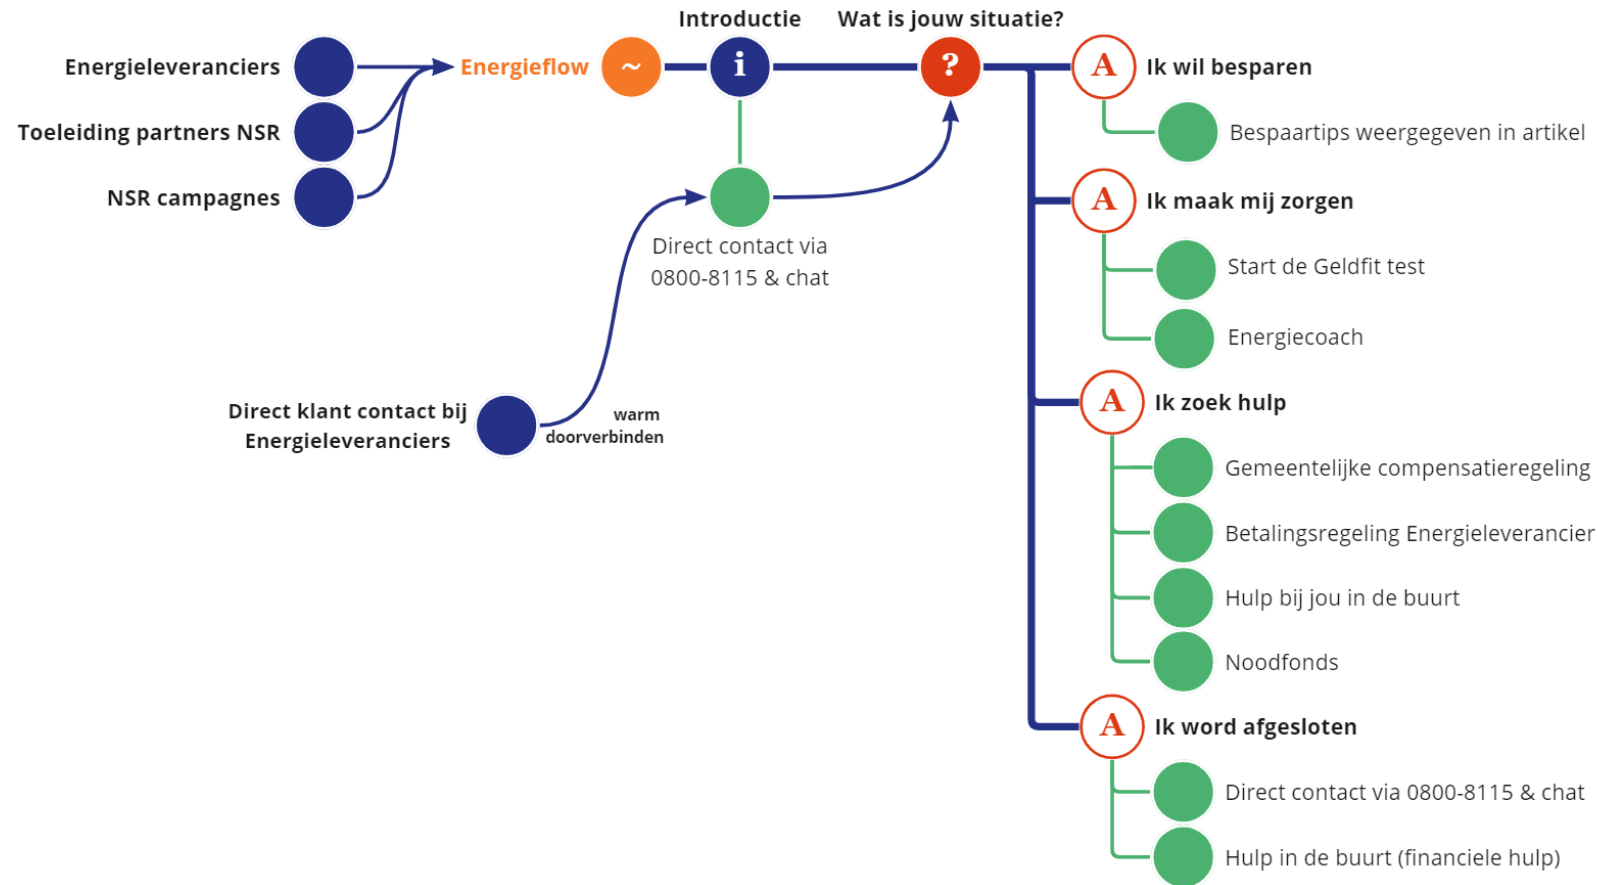 Introductie
Wat is jouw situatie?
Energieleveranciers
Toeleiding partners NSR
NSR campagnes
Energieflow
~
i
?
Direct contact via
0800-8115 & chat
Direct klant contact bij
Energieleveranciers
warm
doorverbinden
A Ik wil besparen
Bespaartips weergegeven in artikel
A Ik maak mij zorgen
Start de Geldfit test
Energiecoach
A Ik zoek hulp
Gemeentelijke compensatieregeling
Betalingsregeling Energieleverancier
Hulp bij jou in de buurt
Noodfonds
A Ik word afgesloten
Direct contact via 0800-8115 & chat
Hulp in de buurt (financiele hulp)